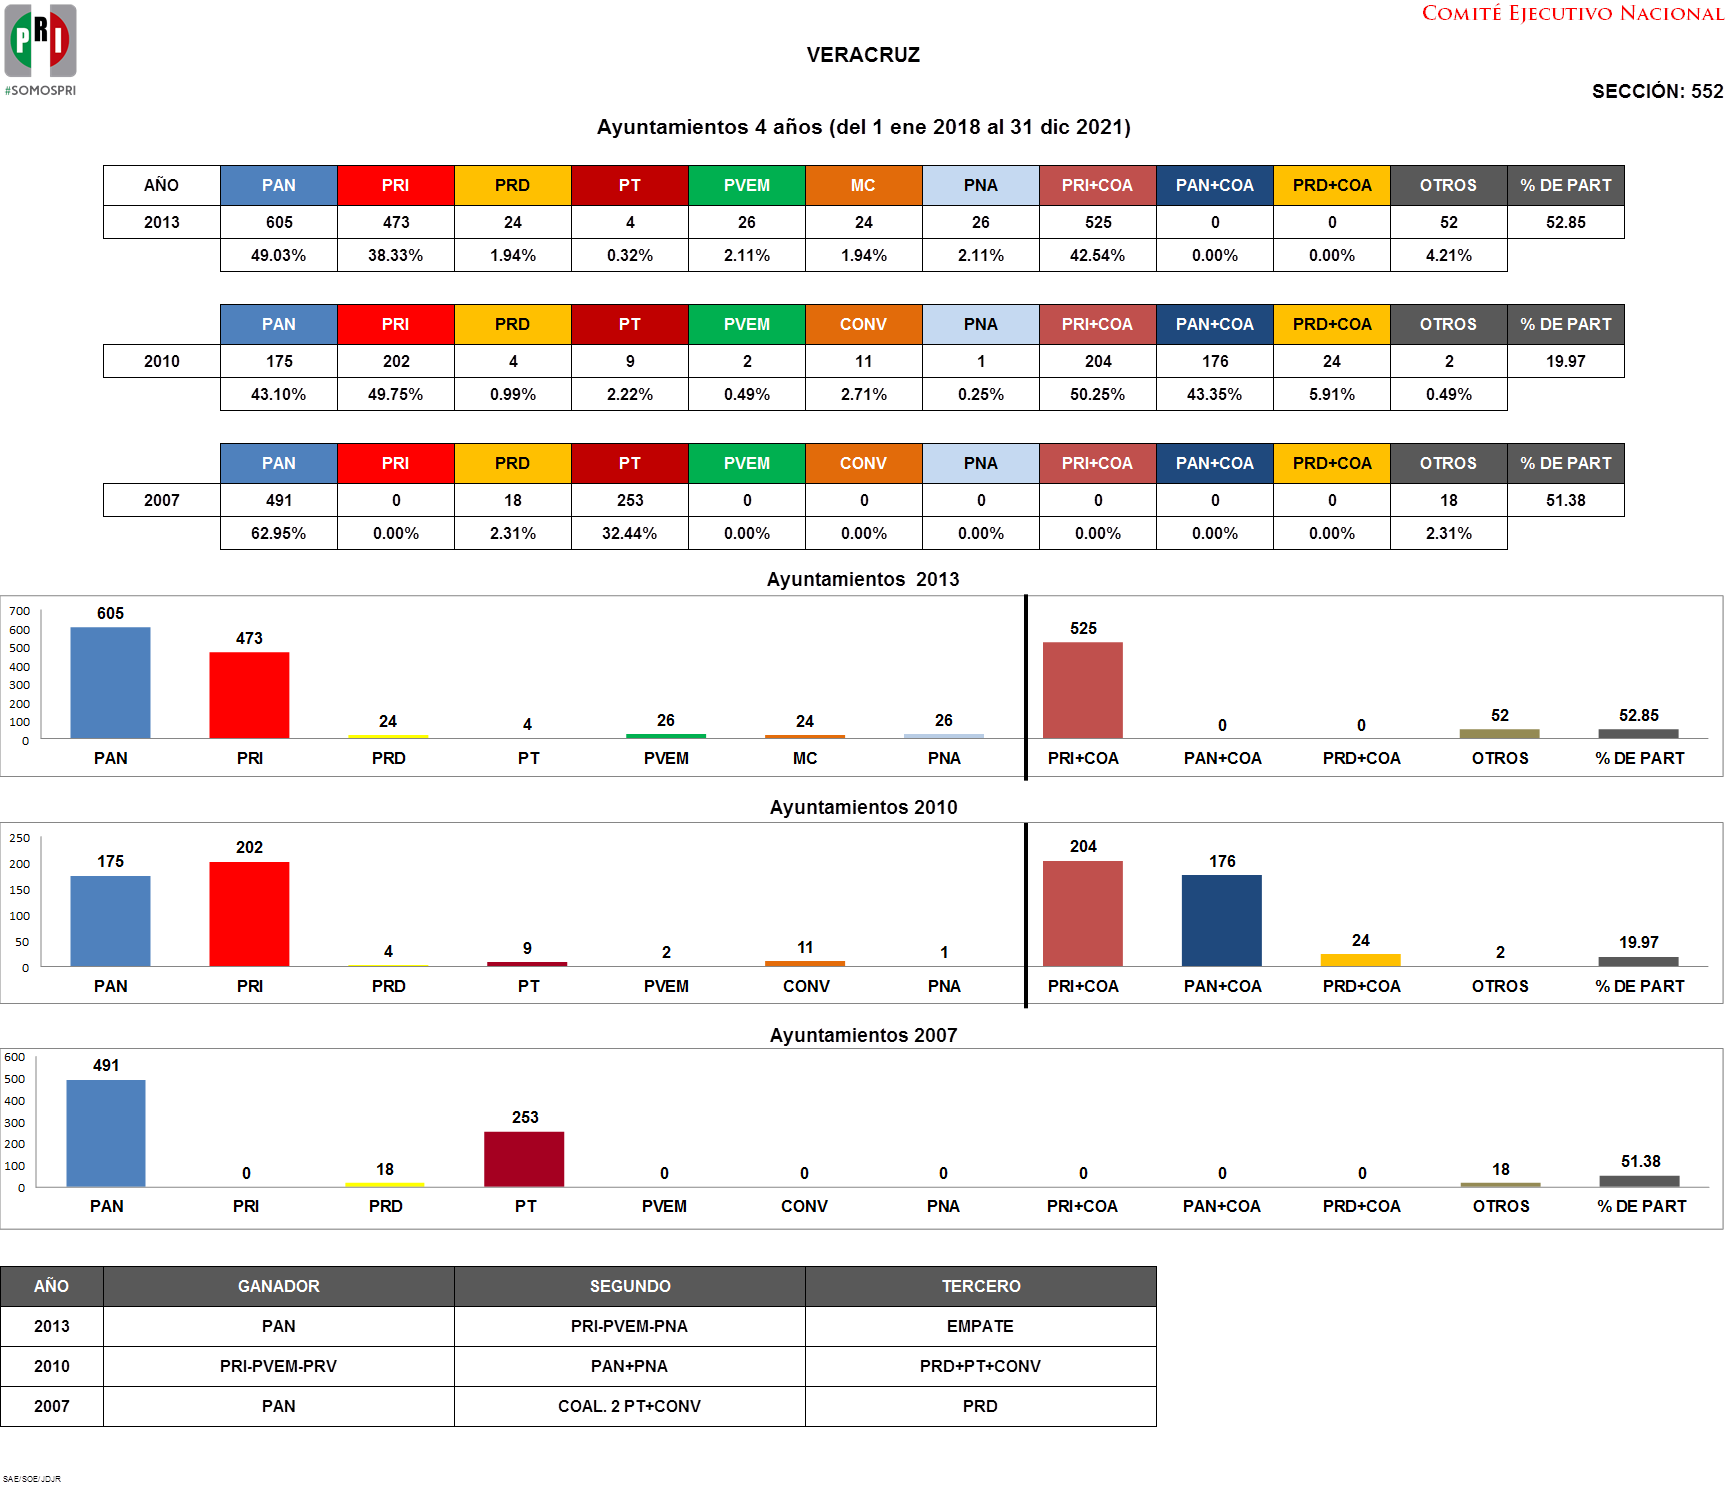 COMITÉ EJECUTIVO NACIONAL
PRI
#SOMOSPRI
VERACRUZ
SECCIÓN: 552
Ayuntamientos 4 años (del 1 ene 2018 al 31 dic 2021)
AÑO PAN PRI PRD PT PVEM MC PNA PRI+COA PAN+COA PRD+COA OTROS % DE PART
2013 605 473 24 4 26 24 26 525 0 0 52 52.85
49.03% 38.33% 1.94% 0.32% 2.11% 1.94% 2.11% 42.54% 0.00% 0.00% 4.21%
PAN PRI PRD PT PVEM CONV PNA PRI+COA PAN+COA PRD+COA OTROS % DE PART
2010 175 202 4 9 2 11 1 204 176 24 2 19.97
43.10% 49.75% 0.99% 2.22% 0.49% 2.71% 0.25% 50.25% 43.35% 5.91% 0.49%
PAN PRI PRD PT PVEM CONV PNA PRI+COA PAN+COA PRD+COA OTROS % DE PART
2007 491 0 18 253 0 0 0 0 0 0 18 51.38
62.95% 0.00% 2.31% 32.44% 0.00% 0.00% 0.00% 0.00% 0.00% 0.00% 2.31%
Ayuntamientos 2013
700
600
500
400
300
200
100
0
605 473 24 4 26 24 26 525 0 0 52 52.85
PAN PRI PRD PT PVEM MC PNA PRI+COA PAN+COA PRD+COA OTROS % DE PART
Ayuntamientos 2010
250
200
150
100
50
0
175 202 4 9 2 11 1 204 176 24 2 19.97
PAN PRI PRD PT PVEM CONV PNA PRI+COA PAN+COA PRD+COA OTROS % DE PART
Ayuntamientos 2007
600
500
400
300
200
100
0
491 0 18 253 0 0 0 0 0 0 18 51.38
PAN PRI PRD PT PVEM CONV PNA PRI+COA PAN+COA PRD+COA OTROS % DE PART
AÑO GANADOR SEGUNDO TERCERO
2013 PAN PRI-PVEM-PNA EMPATE
2010 PRI-PVEM-PRV PAN+PNA PRD+PT+CONV
2007 PAN COAL. 2 PT+CONV PRD
SAE/SOE/JDJR